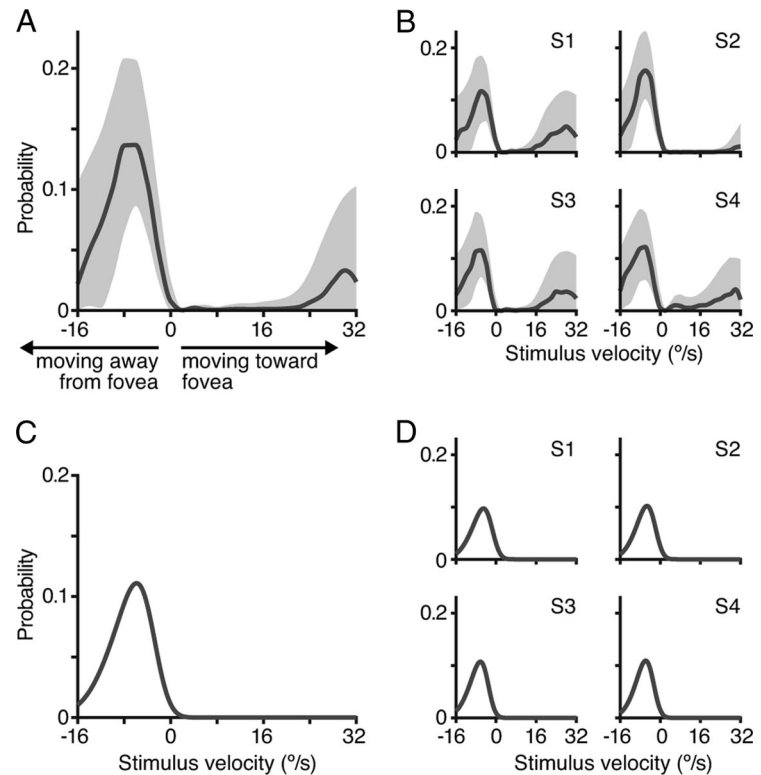 A
0.2
0.1
0
Probability
-16 0 16 32
moving away from fovea
moving toward fovea
B
S1 S2
0.2
0
S3 S4
0.2
0
-16 0 16 32 -16 0 16 32
Stimulus velocity (º/s)
C
0.2
0.1
0
Probability
-16 0 16 32
Stimulus velocity (º/s)
D
S1 S2
0.2
0
S3 S4
0.2
0
-16 0 16 32 -16 0 16 32
Stimulus velocity (º/s)